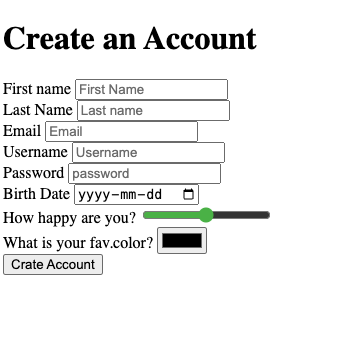 Create an Account
First name First Name
Last Name Last name
Email Email
Username Username
Password password
Birth Date yyyy-mm-dd
How happy are you?
What is your fav.color?
Crate Account